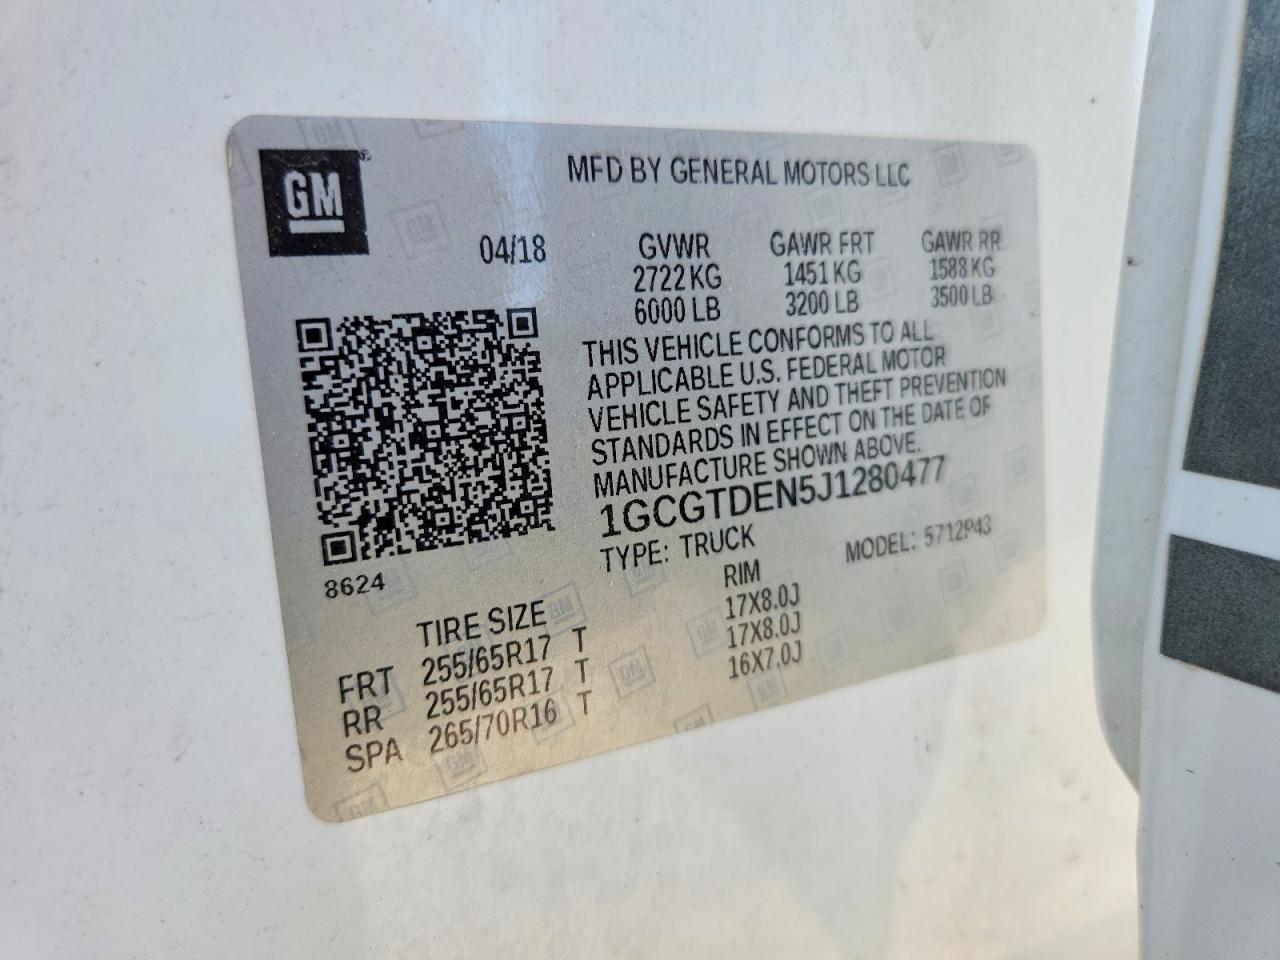 GM
MFD BY GENERAL MOTORS LLC
04/18
GVWR GAWR FRT GAWR RR
2722 KG 1451 KG 1588 KG
6000 LB 3200 LB 3500 LB
THIS VEHICLE CONFORMS TO ALL
APPLICABLE U.S. FEDERAL MOTOR
VEHICLE SAFETY AND THEFT PREVENTION
STANDARDS IN EFFECT ON THE DATE OF
MANUFACTURE SHOWN ABOVE.
1GCGTDEN5J1280477
TYPE: TRUCK MODEL: 5712P43
8624
TIRE SIZE RIM
FRT 255/65R17 T 17X8.0J
RR 255/65R17 T 17X8.0J
SPA 265/70R16 T 16X7.0J